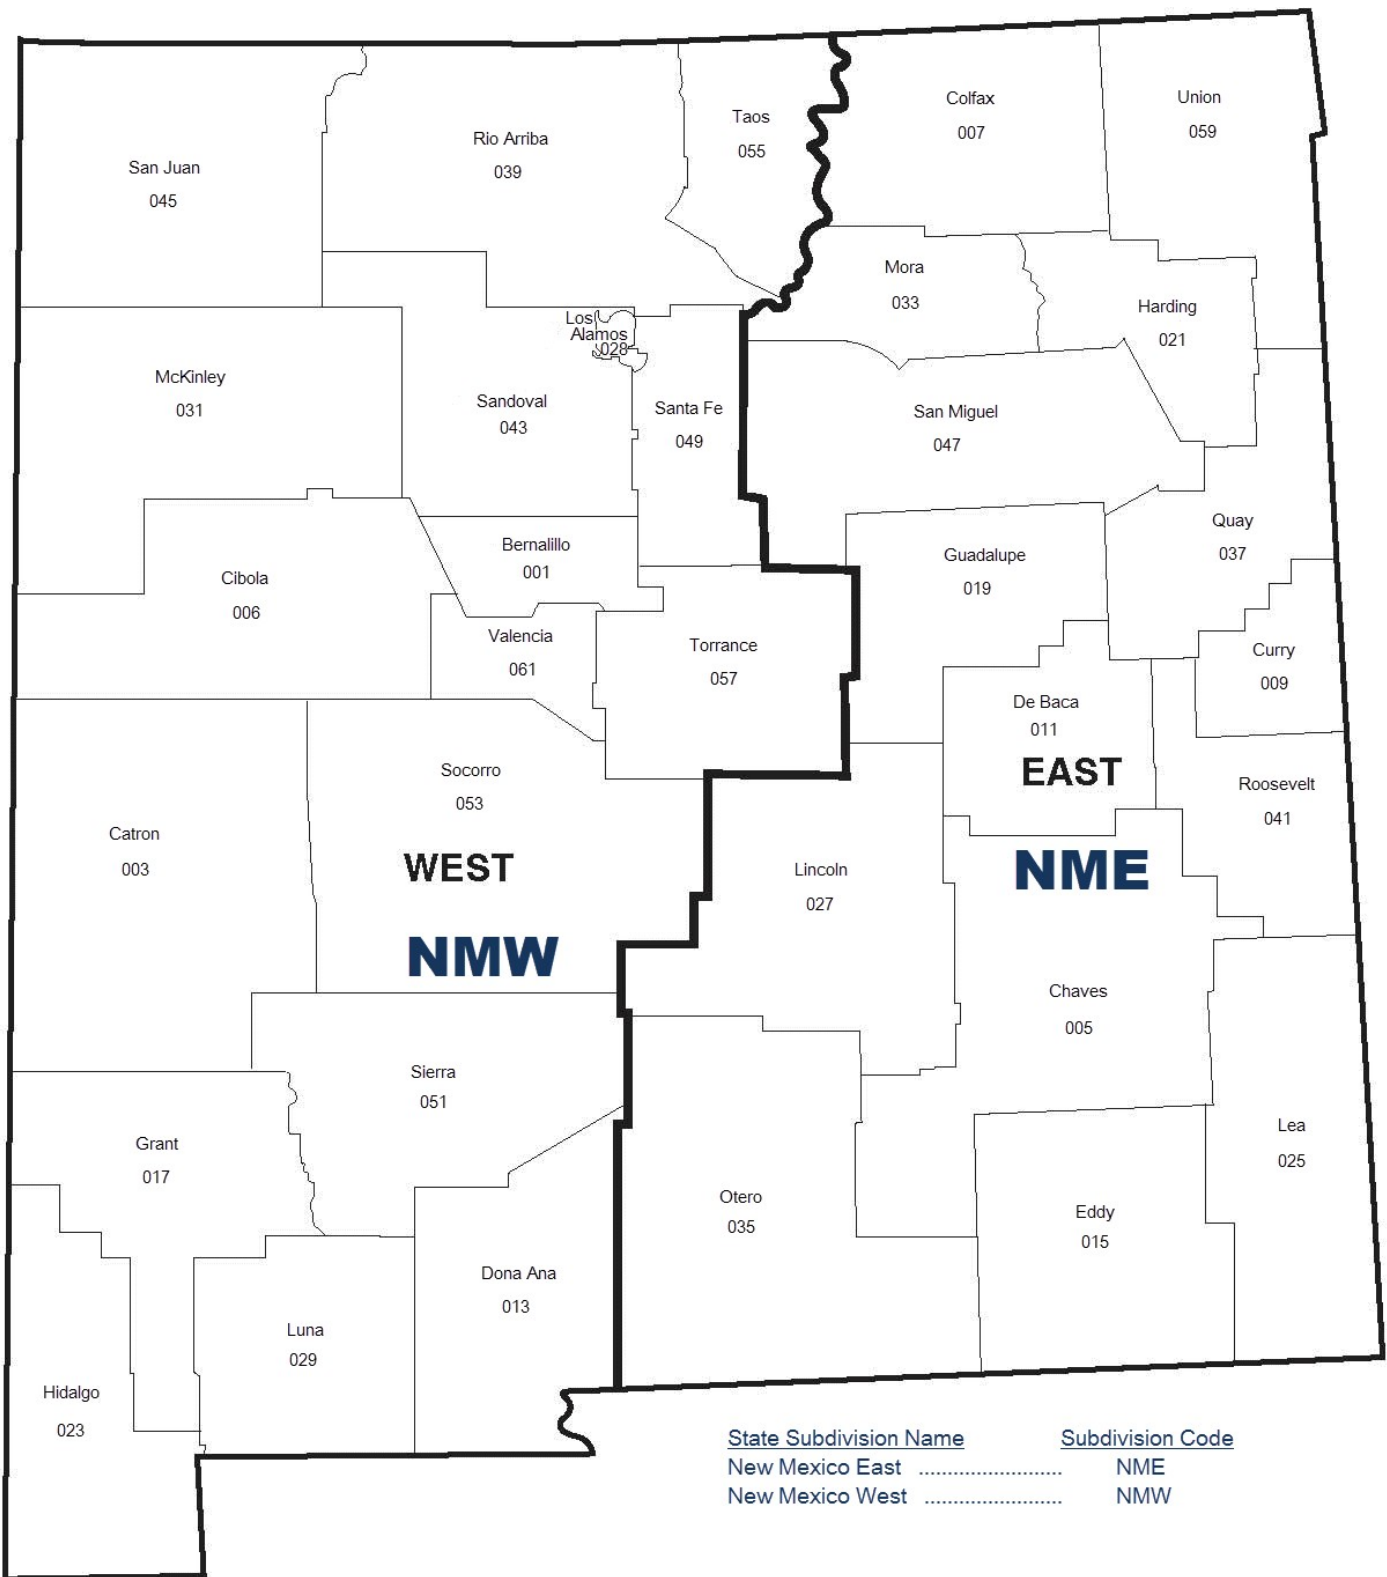 Colfax
007
Union
059
Taos
055
Rio Arriba
039
San Juan
045
Mora
033
Harding
021
Los
Alamos
028
McKinley
031
Sandoval
043
Santa Fe
049
San Miguel
047
Quay
037
Bernalillo
001
Guadalupe
019
Cibola
006
Valencia
061
Torrance
057
Curry
009
De Baca
011
EAST
Socorro
053
Roosevelt
041
Catron
003
WEST
Lincoln
027
NME
NMW
Chaves
005
Sierra
051
Grant
017
Lea
025
Otero
035
Eddy
015
Dona Ana
013
Luna
029
Hidalgo
023
State Subdivision Name Subdivision Code
New Mexico East ......................... NME
New Mexico West ........................ NMW